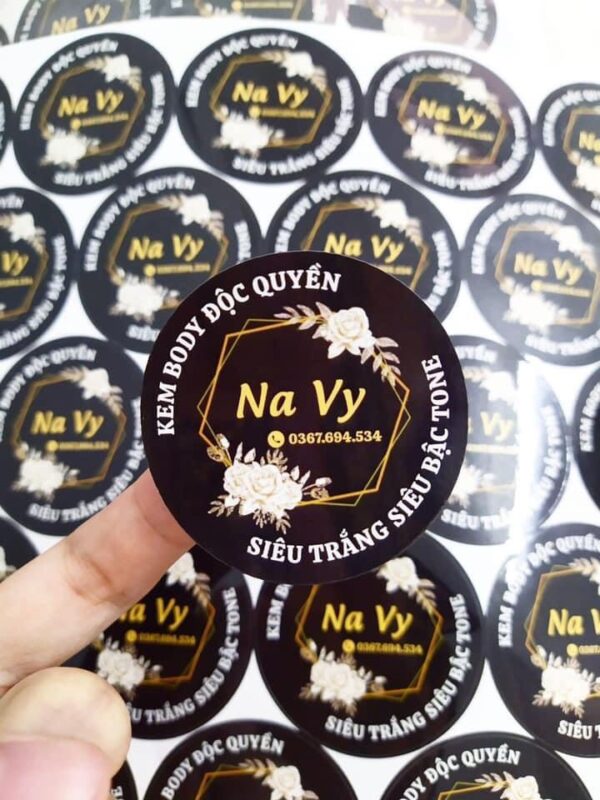 KEM BODY ĐỘC QUYỀN
Na Vy
0367.694.534
SIÊU TRẮNG SIÊU BẬC TONE